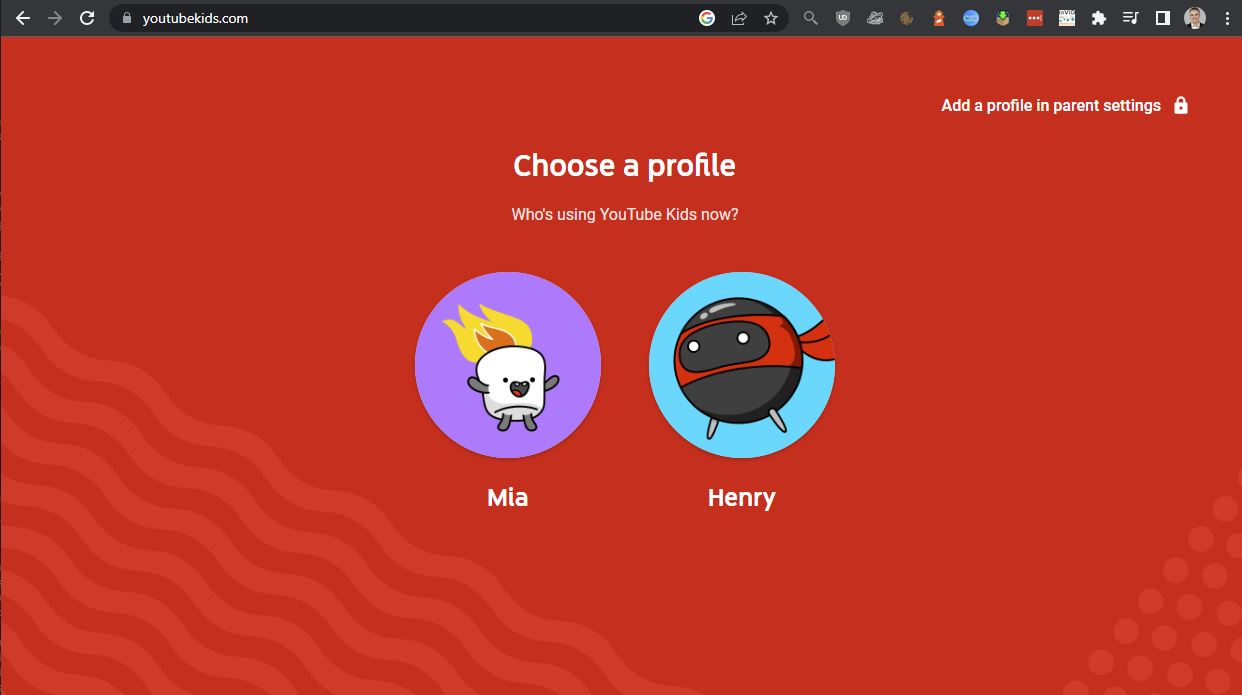 youtubekids.com
Add a profile in parent settings
Choose a profile
Who's using YouTube Kids now?
Mia
Henry